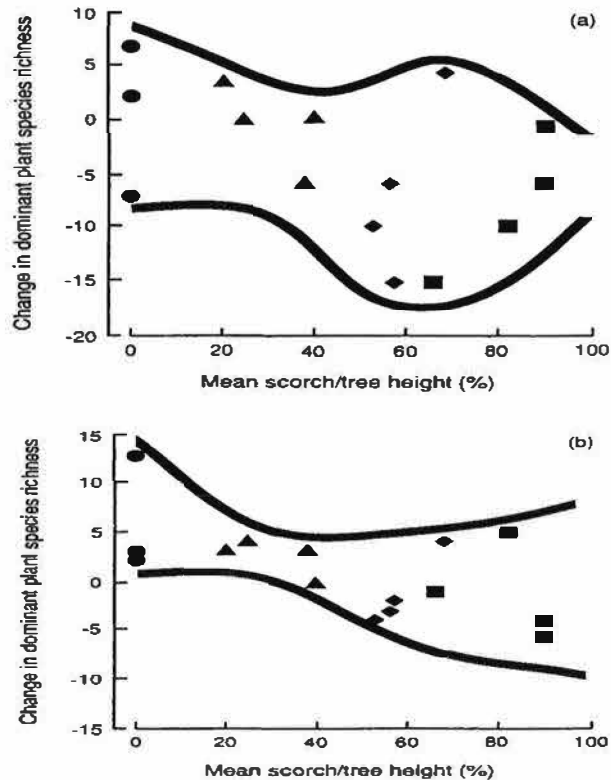 (a)
Change in dominant plant species richness
10
5
0
-5
-10
-15
-20
0 20 40 60 80 100
Mean scorch/tree height (%)
(b)
Change in dominant plant species richness
15
10
5
0
-5
-10
-15
0 20 40 60 80 100
Mean scorch/tree height (%)